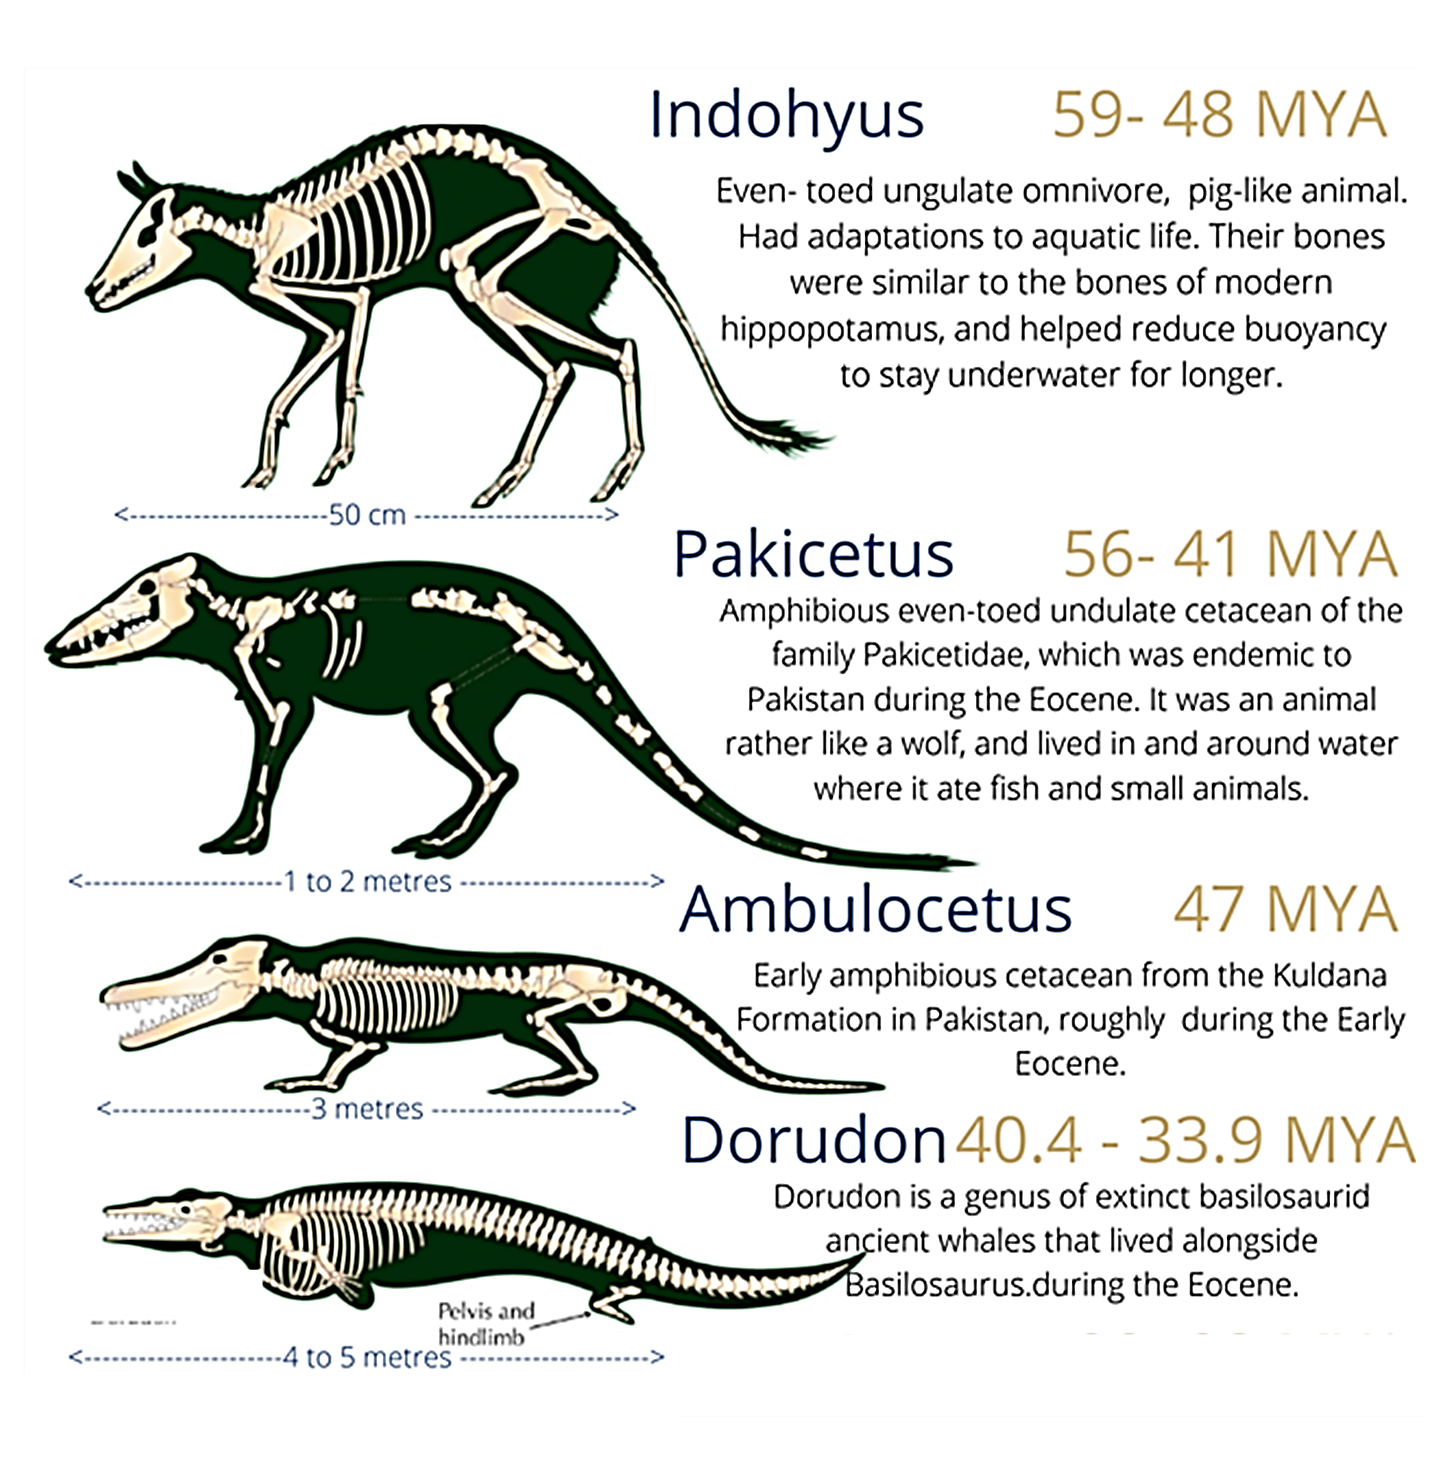 Indohyus 59- 48 MYA
Even- toed ungulate omnivore, pig-like animal.
Had adaptations to aquatic life. Their bones
were similar to the bones of modern
hippopotamus, and helped reduce buoyancy
to stay underwater for longer.
<--------------------50 cm --------------------->
Pakicetus 56- 41 MYA
Amphibious even-toed undulate cetacean of the
family Pakicetidae, which was endemic to
Pakistan during the Eocene. It was an animal
rather like a wolf, and lived in and around water
where it ate fish and small animals.
<--------------------1 to 2 metres --------------------->
Ambulocetus 47 MYA
Early amphibious cetacean from the Kuldana
Formation in Pakistan, roughly during the Early
Eocene.
<--------------------3 metres --------------------->
Dorudon 40.4 - 33.9 MYA
Dorudon is a genus of extinct basilosaurid
ancient whales that lived alongside
Basilosaurus.during the Eocene.
Pelvis and
hindlimb
<--------------------4 to 5 metres --------------------->